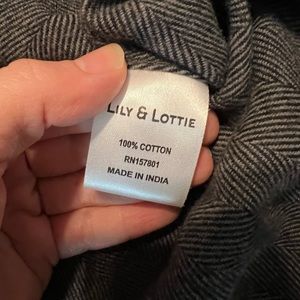 LILY & LOTTIE
100% COTTON
RN157801
MADE IN INDIA